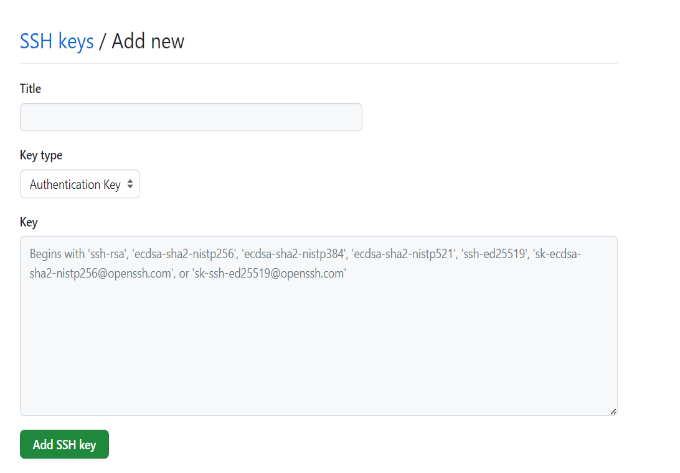 SSH keys / Add new
Title
Key type
Authentication Key
Key
Begins with 'ssh-rsa', 'ecdsa-sha2-nistp256', 'ecdsa-sha2-nistp384', 'ecdsa-sha2-nistp521', 'ssh-ed25519', 'sk-ecdsa-
sha2-nistp256@openssh.com', or 'sk-ssh-ed25519@openssh.com'
Add SSH key